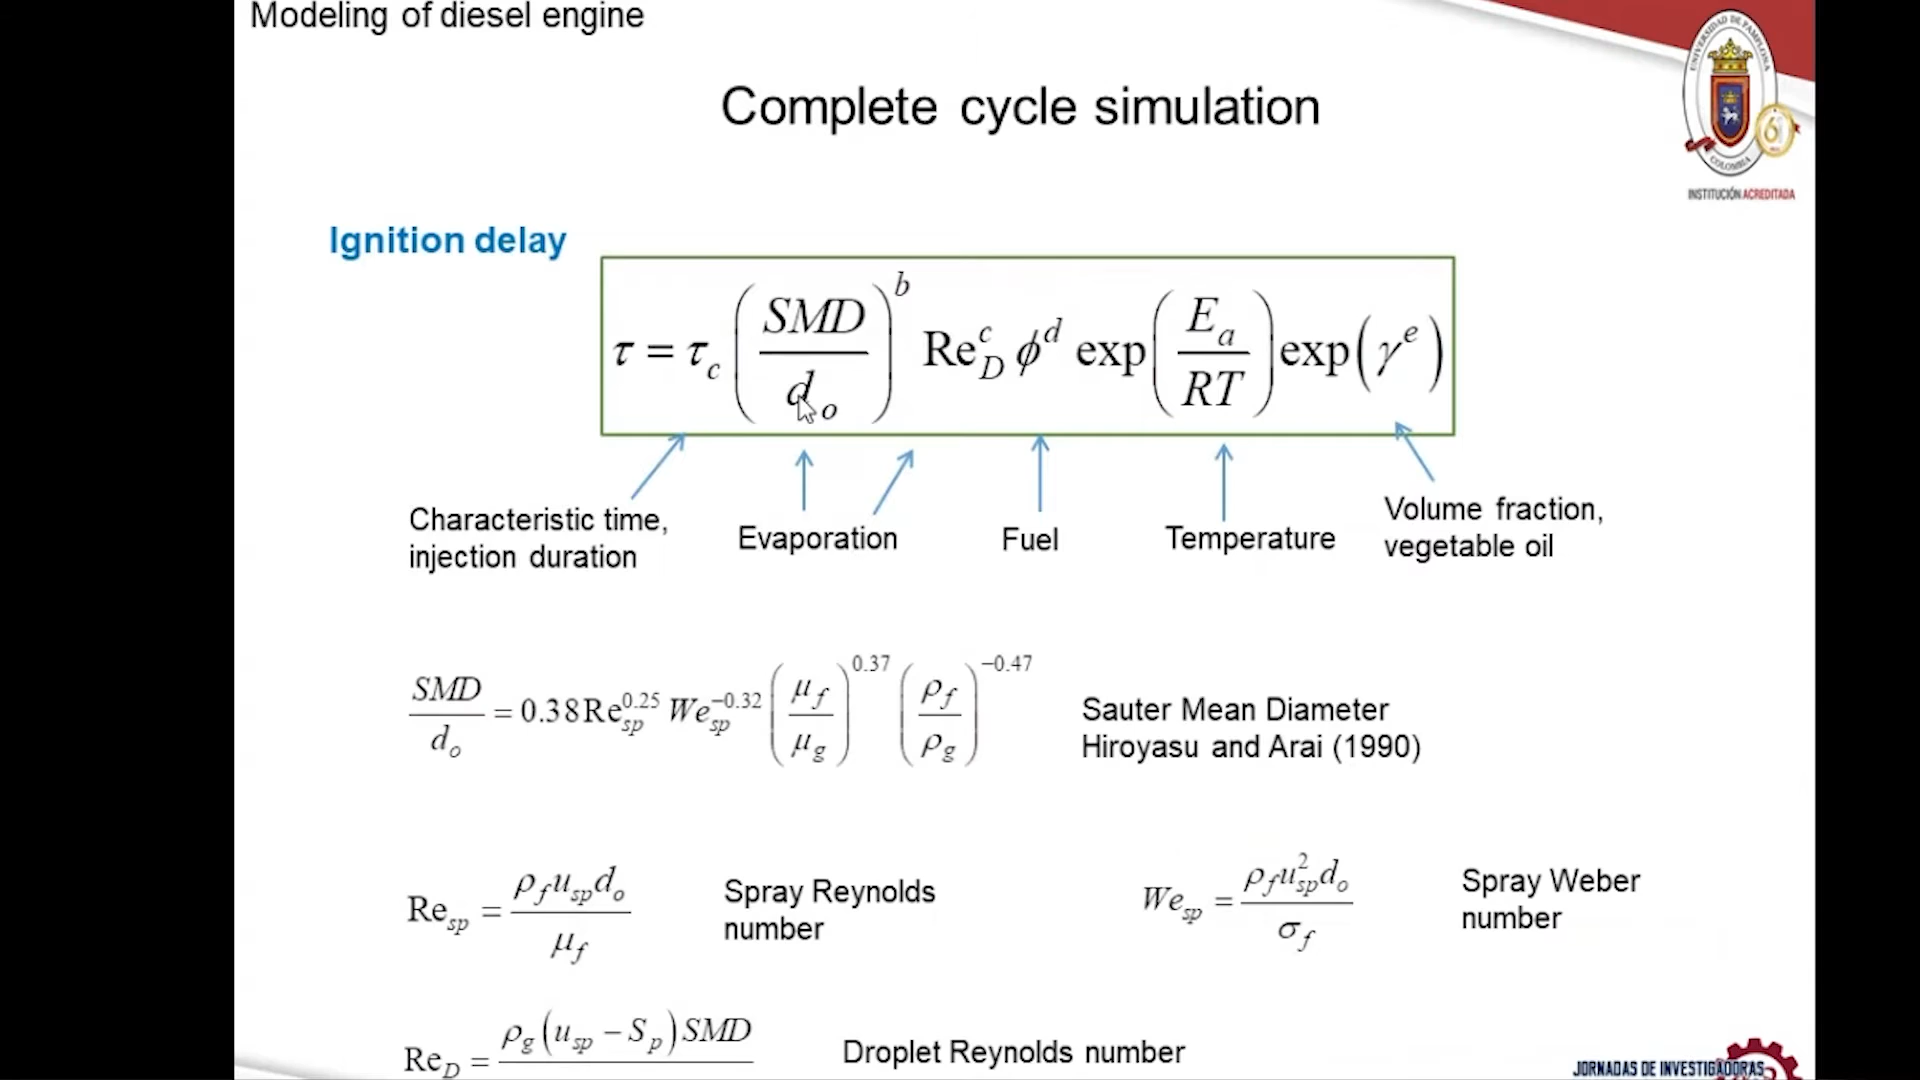 Modeling of diesel engine
Complete cycle simulation
UNIVERSIDAD DE PAMPLONA
COLOMBIA
INSTITUCIÓN ACREDITADA
Ignition delay
τ = τ_c (SMD / d_o)^b Re_D^c ϕ^d exp(E_a / RT) exp(γ^e)
Characteristic time,
injection duration
Evaporation
Fuel
Temperature
Volume fraction,
vegetable oil
SMD / d_o = 0.38 Re_sp^0.25 We_sp^−0.32 (μ_f / μ_g)^0.37 (ρ_f / ρ_g)^−0.47
Sauter Mean Diameter
Hiroyasu and Arai (1990)
Re_sp = ρ_f u_sp d_o / μ_f
Spray Reynolds
number
We_sp = ρ_f u_sp^2 d_o / σ_f
Spray Weber
number
Re_D = ρ_g (u_sp − S_p) SMD
Droplet Reynolds number
JORNADAS DE INVESTIGADORAS